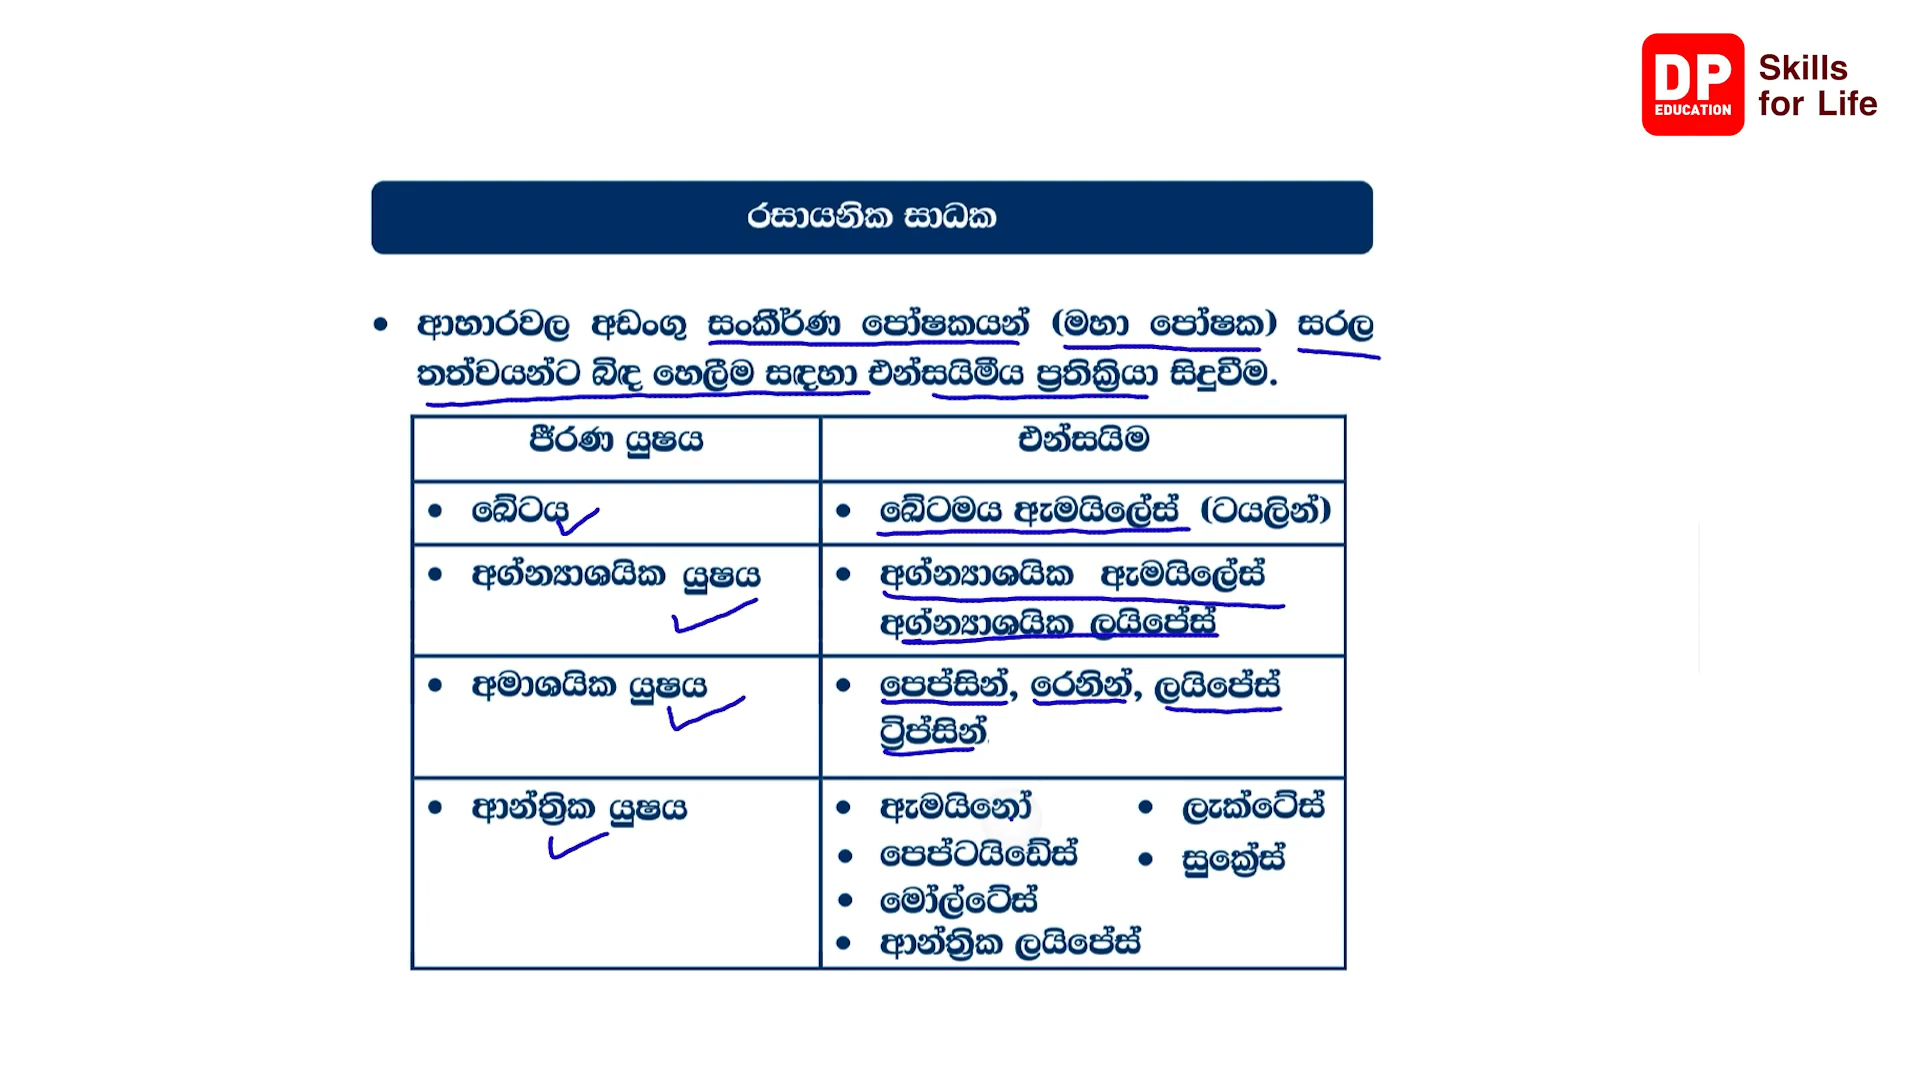 DP
EDUCATION
Skills
for Life
රසායනික සාධක
• ආහාරවල අඩංගු සංකීර්ණ පෝෂකයන් (මහා පෝෂක) සරල
තත්වයන්ට බිඳ හෙලීම සඳහා එන්සයිමීය ප්‍රතික්‍රියා සිදුවීම.
ජීරණ යුෂය
එන්සයිම
• ඛේටය
• ඛේටමය ඇමයිලේස් (ටයලින්)
• අග්න්‍යාශයික යුෂය
• අග්න්‍යාශයික ඇමයිලේස්
අග්න්‍යාශයික ලයිපේස්
• අමාශයික යුෂය
• පෙප්සින්, රෙනින්, ලයිපේස්
ට්‍රිප්සින්
• ආන්ත්‍රික යුෂය
• ඇමයිනෝ
• පෙප්ටයිඩේස්
• මෝල්ටේස්
• ආන්ත්‍රික ලයිපේස්
• ලැක්ටේස්
• සුක්‍රේස්